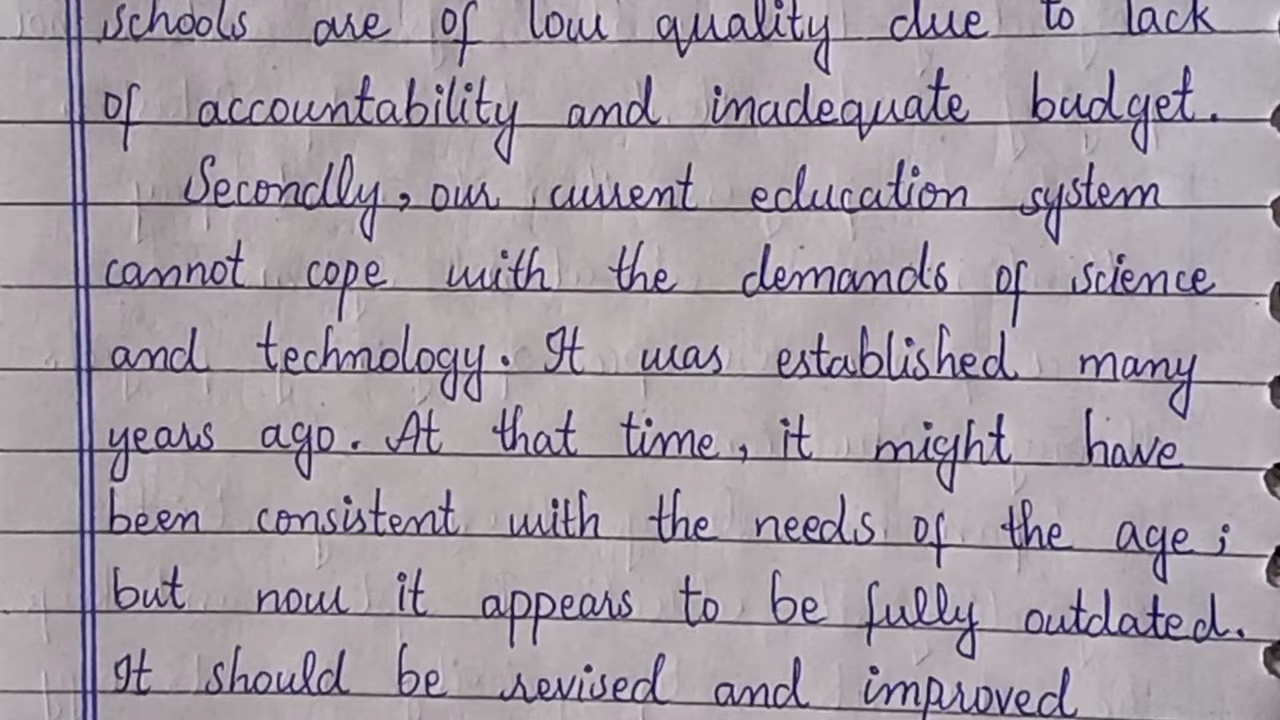 schools are of low quality due to lack
of accountability and inadequate budget.
Secondly, our current education system
cannot cope with the demands of science
and technology. It was established many
years ago. At that time, it might have
been consistent with the needs of the age;
but now it appears to be fully outdated.
It should be revised and improved